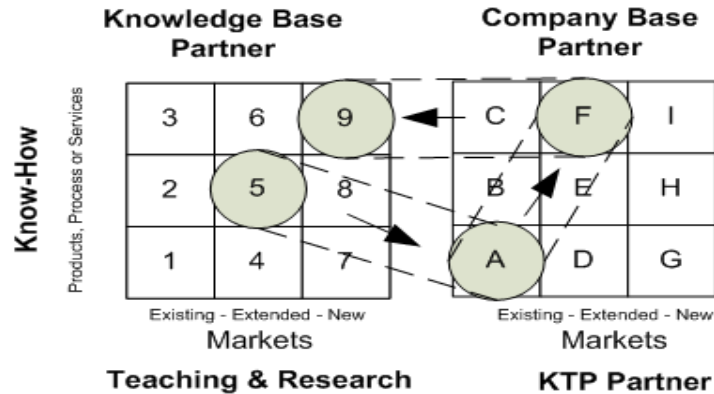 Knowledge Base
Partner
Company Base
Partner
Know-How
Products, Process or Services
3 6 9
2 5 8
1 4 7
C F I
B E H
A D G
Existing - Extended - New
Markets
Existing - Extended - New
Markets
Teaching & Research
KTP Partner